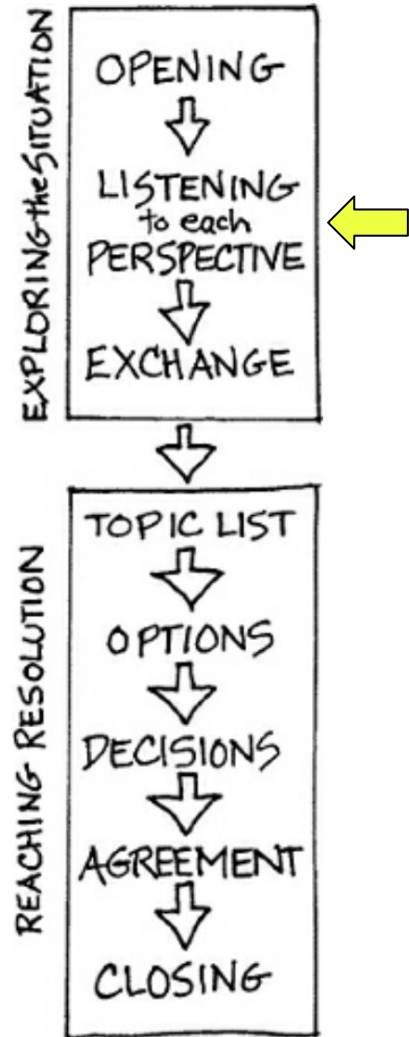 EXPLORING the SITUATION
OPENING
LISTENING
to each
PERSPECTIVE
EXCHANGE
REACHING RESOLUTION
TOPIC LIST
OPTIONS
DECISIONS
AGREEMENT
CLOSING